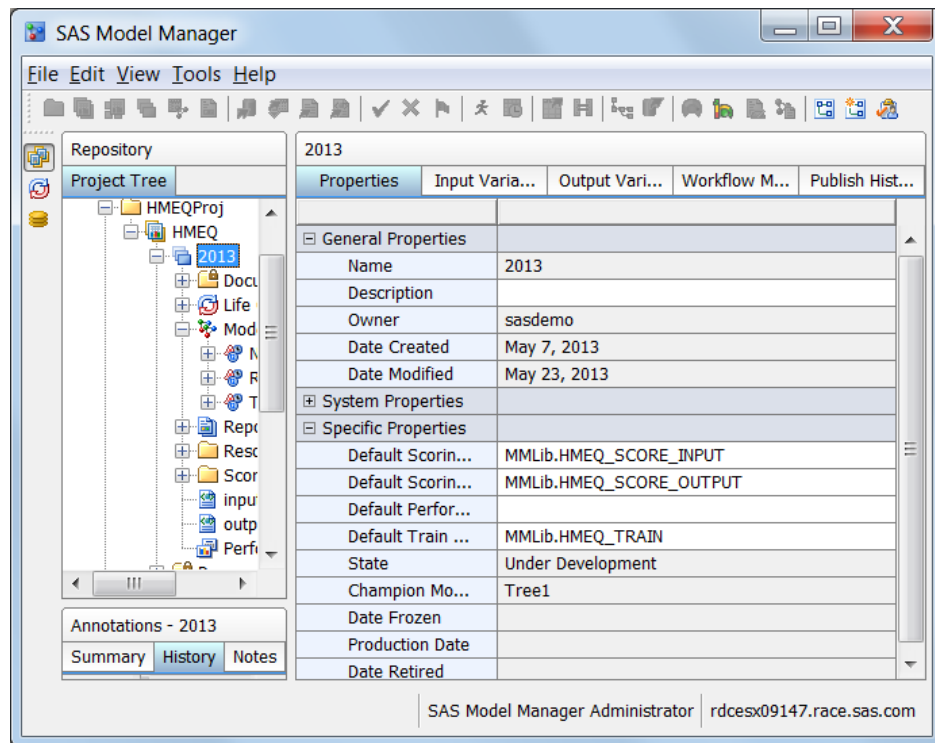 SAS Model Manager
File Edit View Tools Help
Repository
Project Tree
HMEQProj
HMEQ
2013
Docu
Life
Mod
N
R
T
Repo
Reso
Scor
inpu
outp
Perf
Annotations - 2013
Summary History Notes
2013
Properties Input Varia... Output Vari... Workflow M... Publish Hist...
General Properties
Name 2013
Description
Owner sasdemo
Date Created May 7, 2013
Date Modified May 23, 2013
System Properties
Specific Properties
Default Scorin... MMLib.HMEQ_SCORE_INPUT
Default Scorin... MMLib.HMEQ_SCORE_OUTPUT
Default Perfor...
Default Train ... MMLib.HMEQ_TRAIN
State Under Development
Champion Mo... Tree1
Date Frozen
Production Date
Date Retired
SAS Model Manager Administrator rdcesx09147.race.sas.com